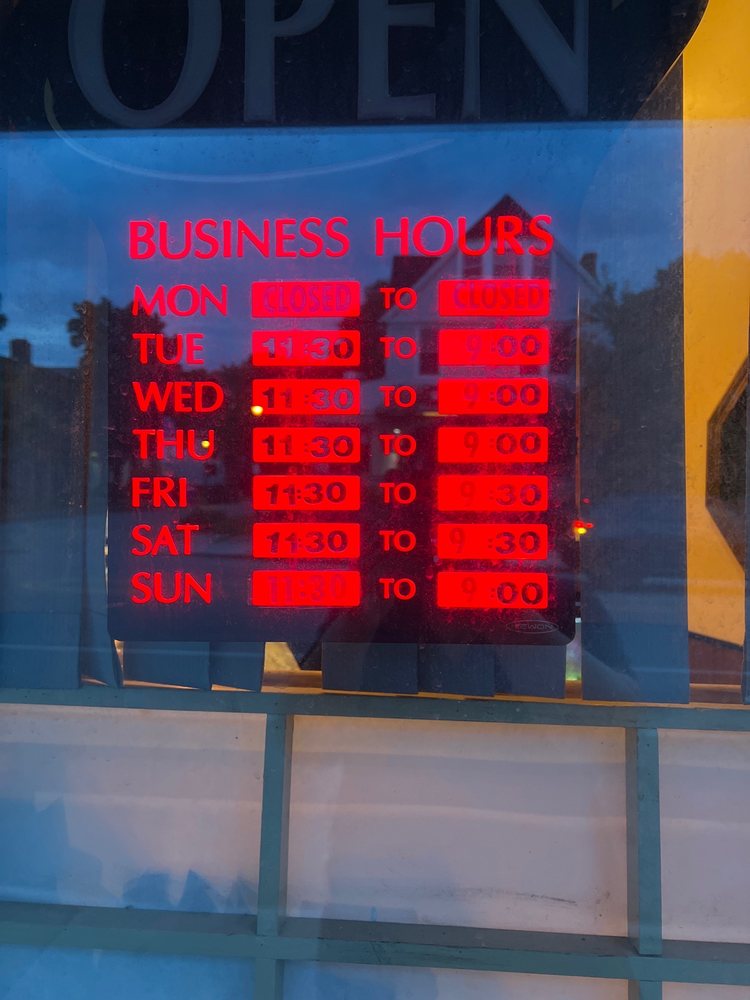 OPEN
BUSINESS HOURS
MON CLOSED TO CLOSED
TUE 11:30 TO 9:00
WED 11:30 TO 9:00
THU 11:30 TO 9:00
FRI 11:30 TO 9:30
SAT 11:30 TO 9:30
SUN 11:30 TO 9:00